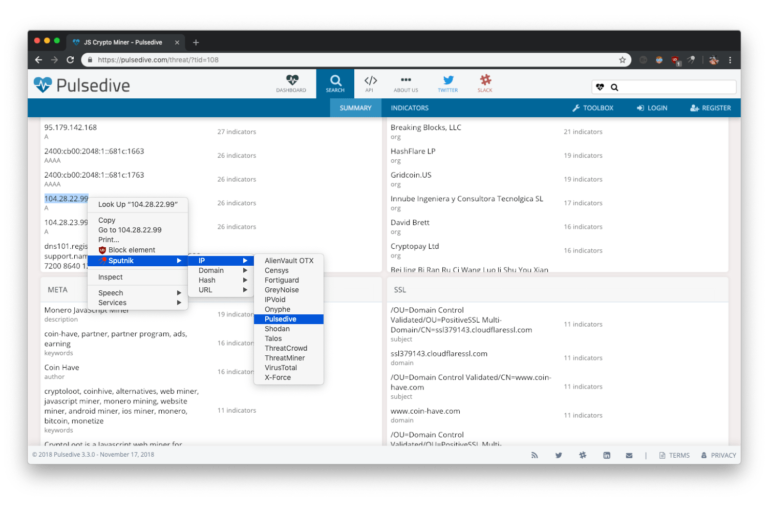 JS Crypto Miner - Pulsedive
https://pulsedive.com/threat/?tid=108
Pulsedive
DASHBOARD
SEARCH
API
ABOUT US
TWITTER
SLACK
SUMMARY
INDICATORS
TOOLBOX
LOGIN
REGISTER
95.179.142.168
A
27 indicators
2400:cb00:2048:1::681c:1663
AAAA
26 indicators
2400:cb00:2048:1::681c:1763
AAAA
26 indicators
104.28.22.99
A
26 indicators
104.28.23.99
A
26 indicators
dns101.regis
support,nam
7200 8640 1
Look Up "104.28.22.99"
Copy
Go to 104.28.22.99
Print...
Block element
Sputnik
Inspect
Speech
Services
IP
Domain
Hash
URL
AlienVault OTX
Censys
Fortiguard
GreyNoise
IPVoid
Onyphe
Pulsedive
Shodan
Talos
ThreatCrowd
ThreatMiner
VirusTotal
X-Force
META
Monero JavaScript Miner
description
19 indicators
coin-have, partner, partner program, ads,
earning
keywords
16 indicators
Coin Have
author
16 indicators
cryptoloot, coinhive, alternatives, web miner,
javascript miner, monero mining, website
miner, android miner, ios miner, monero,
bitcoin, monetize
keywords
11 indicators
CryptoLoot is a Javascript web miner for
Breaking Blocks, LLC
org
21 indicators
HashFlare LP
org
19 indicators
Gridcoin.US
org
19 indicators
Innube Ingeniera y Consultora Tecnolgica SL
org
17 indicators
David Brett
org
16 indicators
Cryptopay Ltd
org
16 indicators
Bei Jing Bi Ran Ru Ci Wang Luo Ji Shu You Xian
SSL
/OU=Domain Control
Validated/OU=PositiveSSL Multi-
Domain/CN=ssl379143.cloudflaressl.com
subject
11 indicators
ssl379143.cloudflaressl.com
domain
11 indicators
/OU=Domain Control Validated/CN=www.coin-
have.com
subject
11 indicators
www.coin-have.com
domain
11 indicators
/OU=Domain Control
Validated/OU=PositiveSSL Multi-
© 2018 Pulsedive 3.3.0 - November 17, 2018
TERMS
PRIVACY